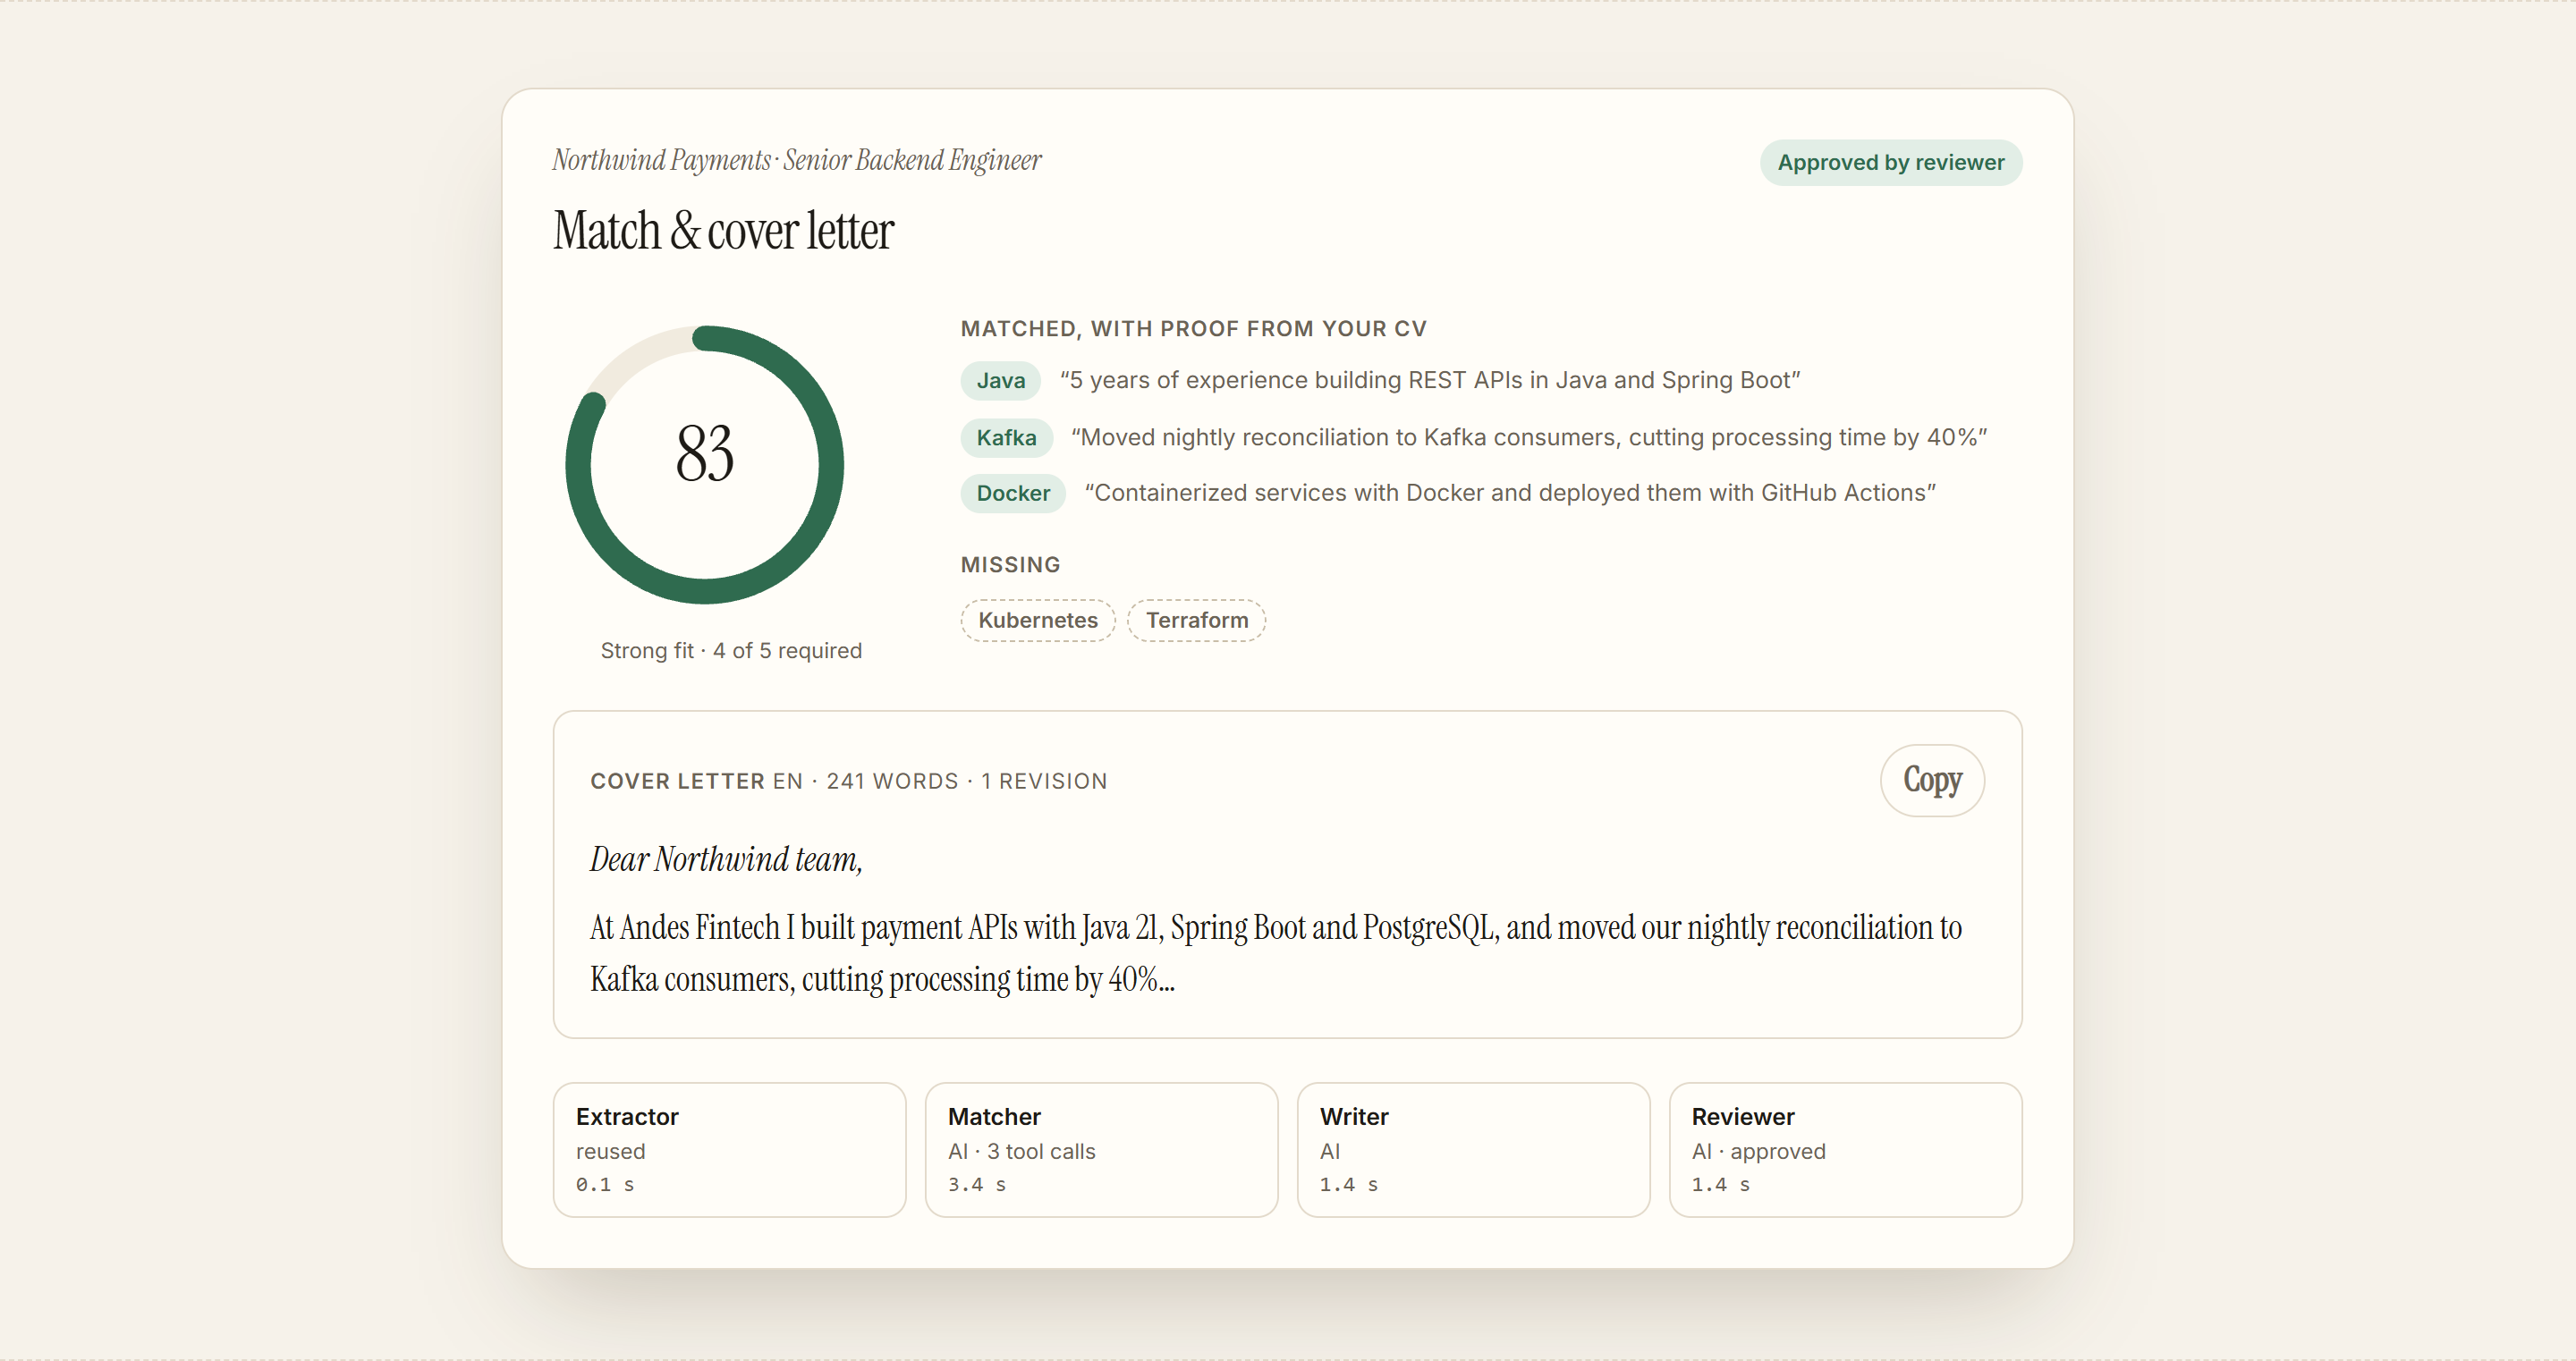 Northwind Payments · Senior Backend Engineer
Approved by reviewer
Match & cover letter
83
Strong fit · 4 of 5 required
MATCHED, WITH PROOF FROM YOUR CV
Java “5 years of experience building REST APIs in Java and Spring Boot”
Kafka “Moved nightly reconciliation to Kafka consumers, cutting processing time by 40%”
Docker “Containerized services with Docker and deployed them with GitHub Actions”
MISSING
Kubernetes Terraform
COVER LETTER EN · 241 WORDS · 1 REVISION
Copy
Dear Northwind team,
At Andes Fintech I built payment APIs with Java 21, Spring Boot and PostgreSQL, and moved our nightly reconciliation to
Kafka consumers, cutting processing time by 40%...
Extractor
reused
0.1 s
Matcher
AI · 3 tool calls
3.4 s
Writer
AI
1.4 s
Reviewer
AI · approved
1.4 s